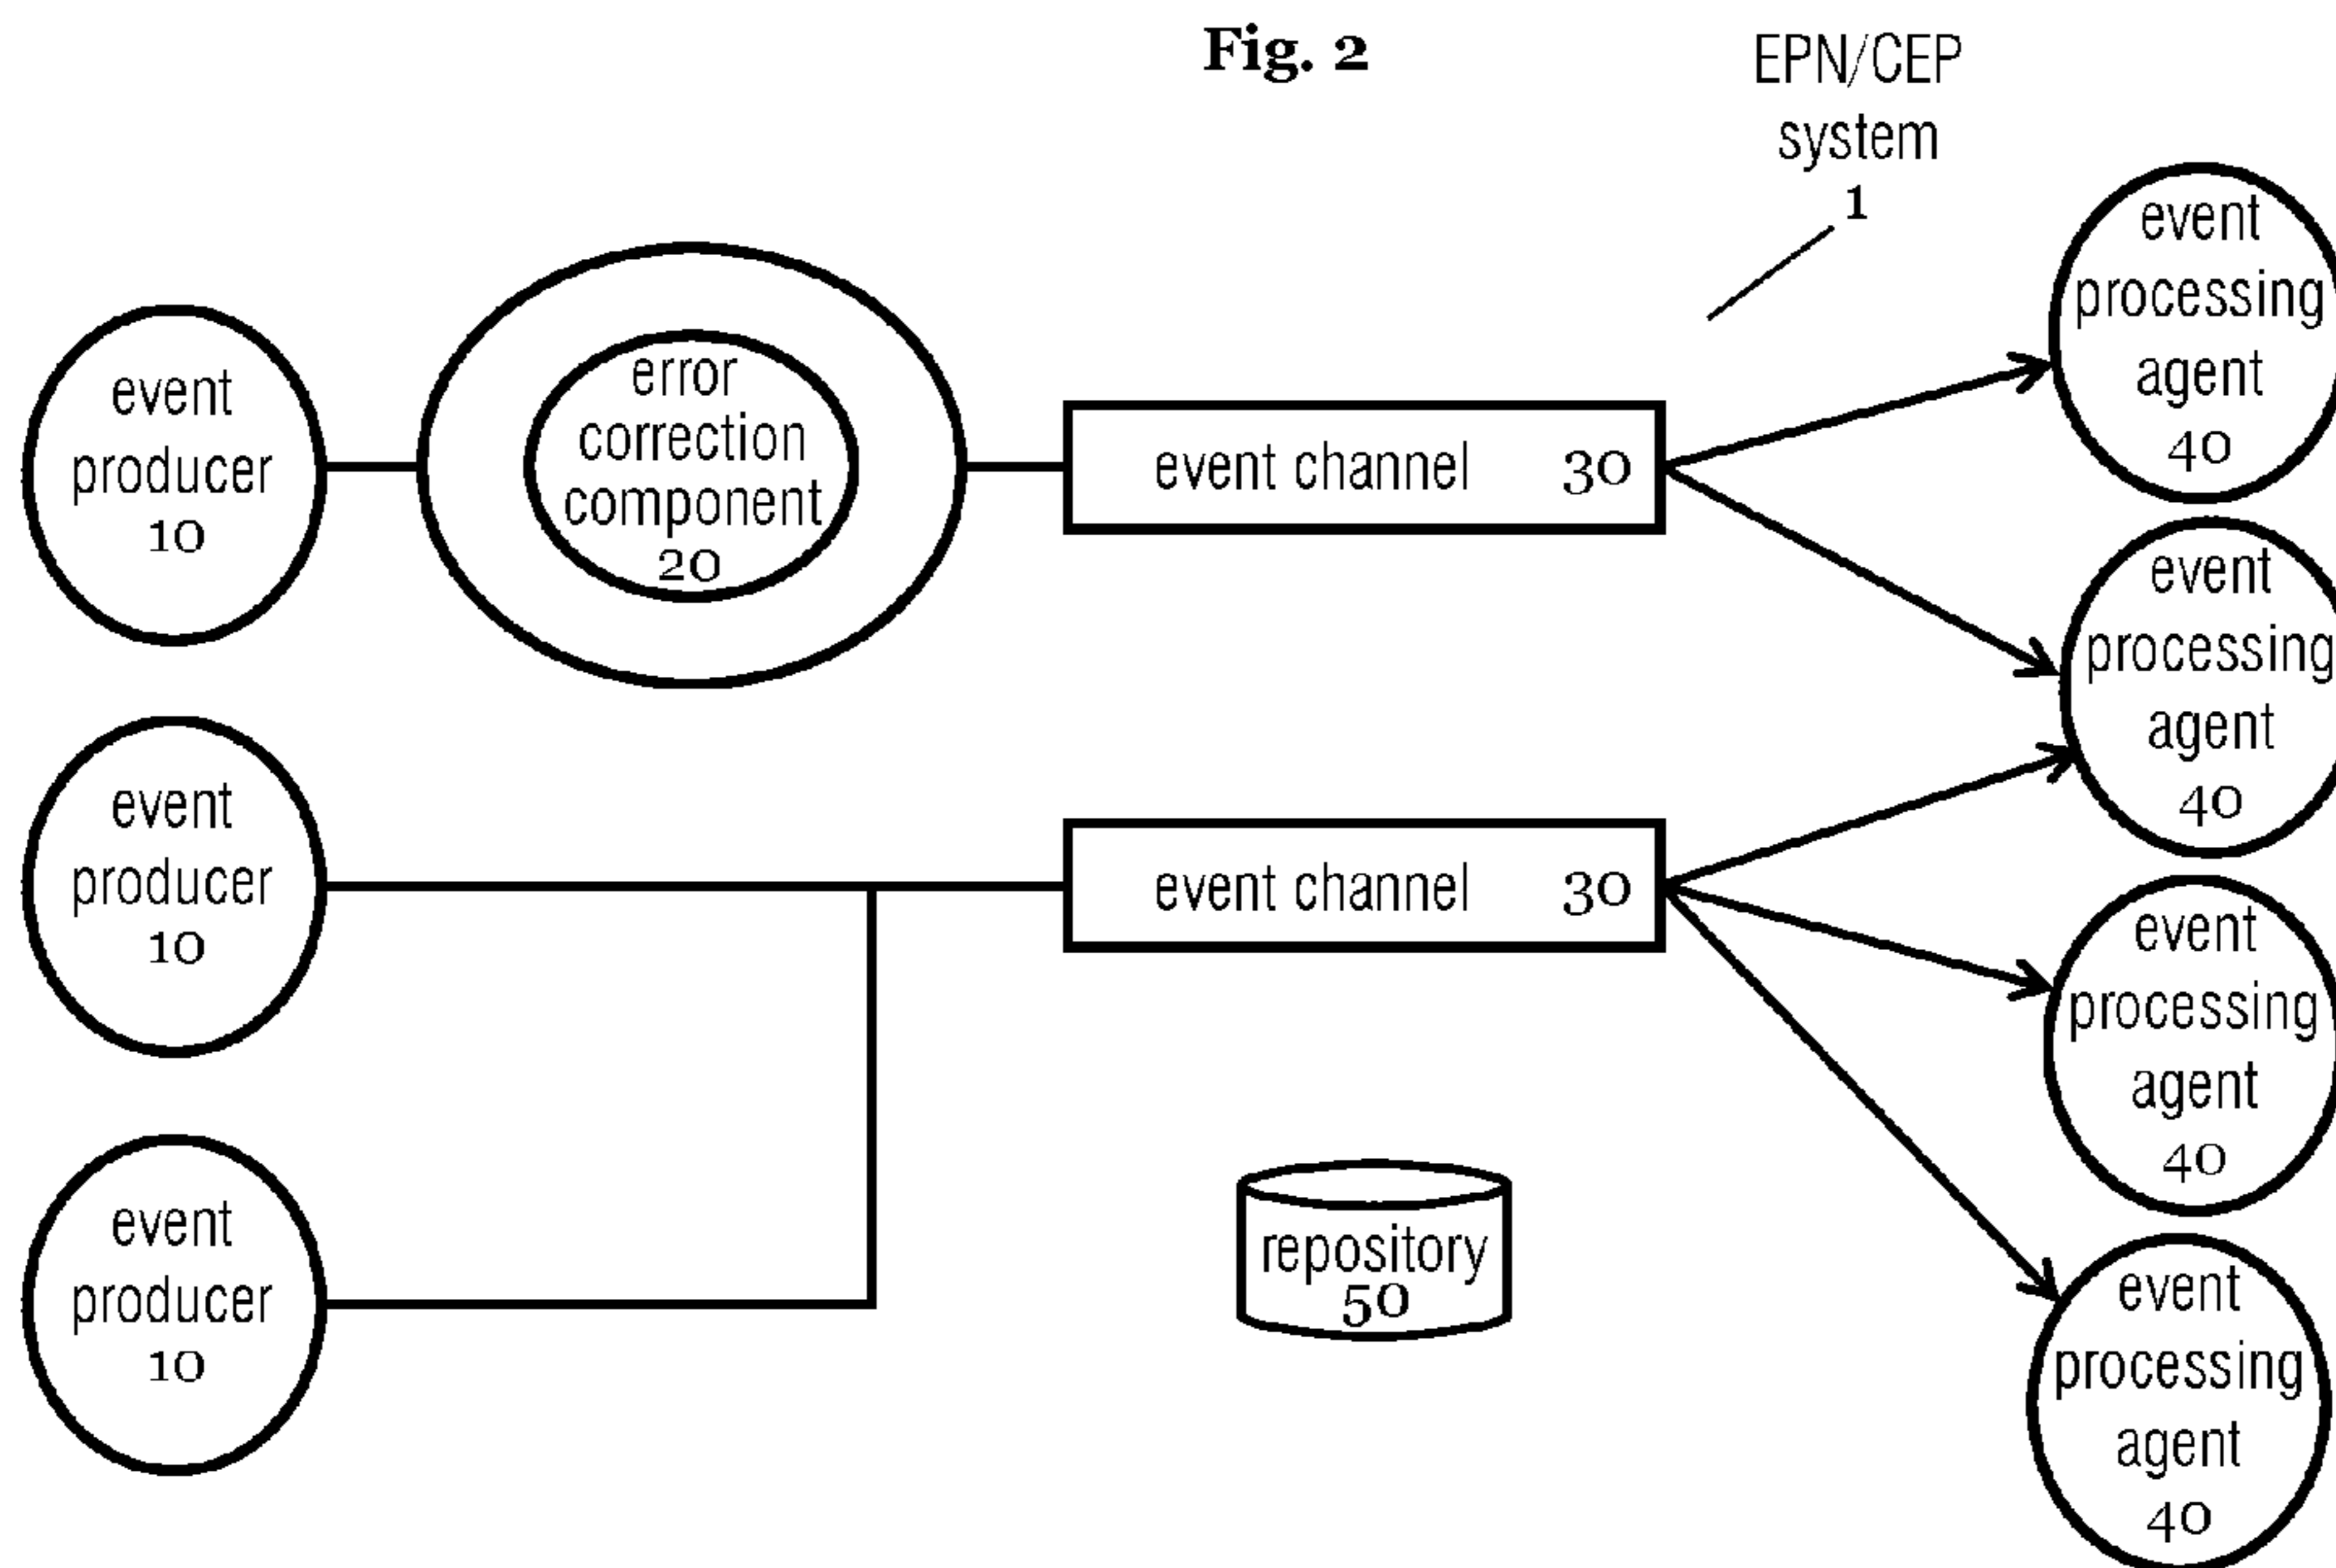 Fig. 2
EPN/CEP
system
1
event
producer
10
error
correction
component
20
event channel 30
event
processing
agent
40
event
processing
agent
40
event
producer
10
event channel 30
event
processing
agent
40
event
producer
10
repository
50
event
processing
agent
40